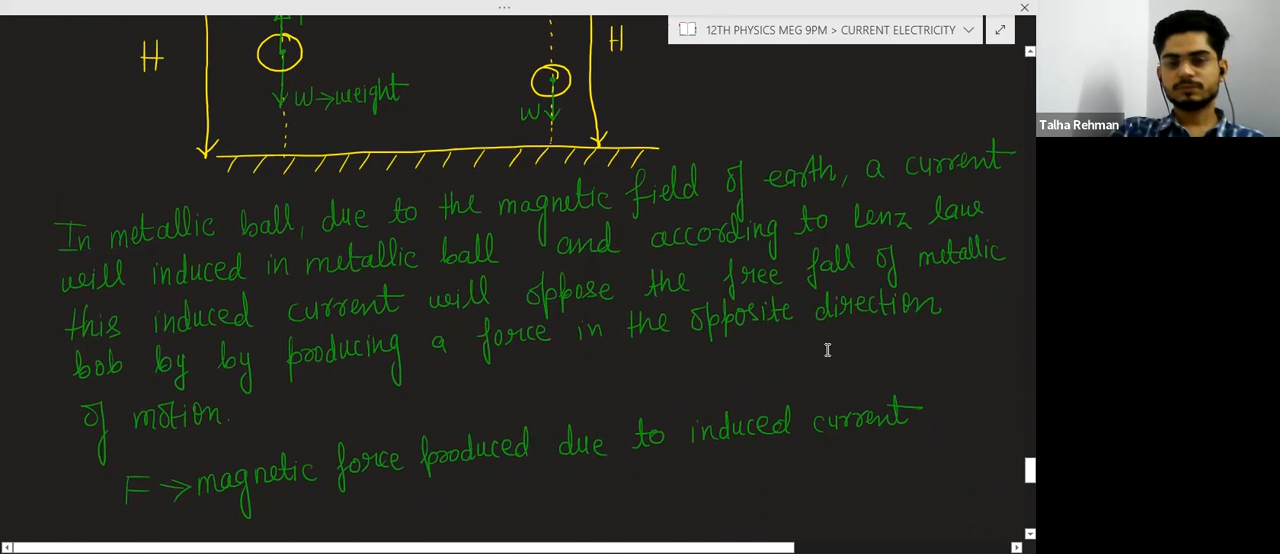 12TH PHYSICS MEG 9PM > CURRENT ELECTRICITY
H
H
W→weight
W
Talha Rehman
In metallic ball, due to the magnetic field of earth, a current
will induced in metallic ball and according to Lenz law
this induced current will oppose the free fall of metallic
bob by by producing a force in the opposite direction
of motion.
F → magnetic force produced due to induced current